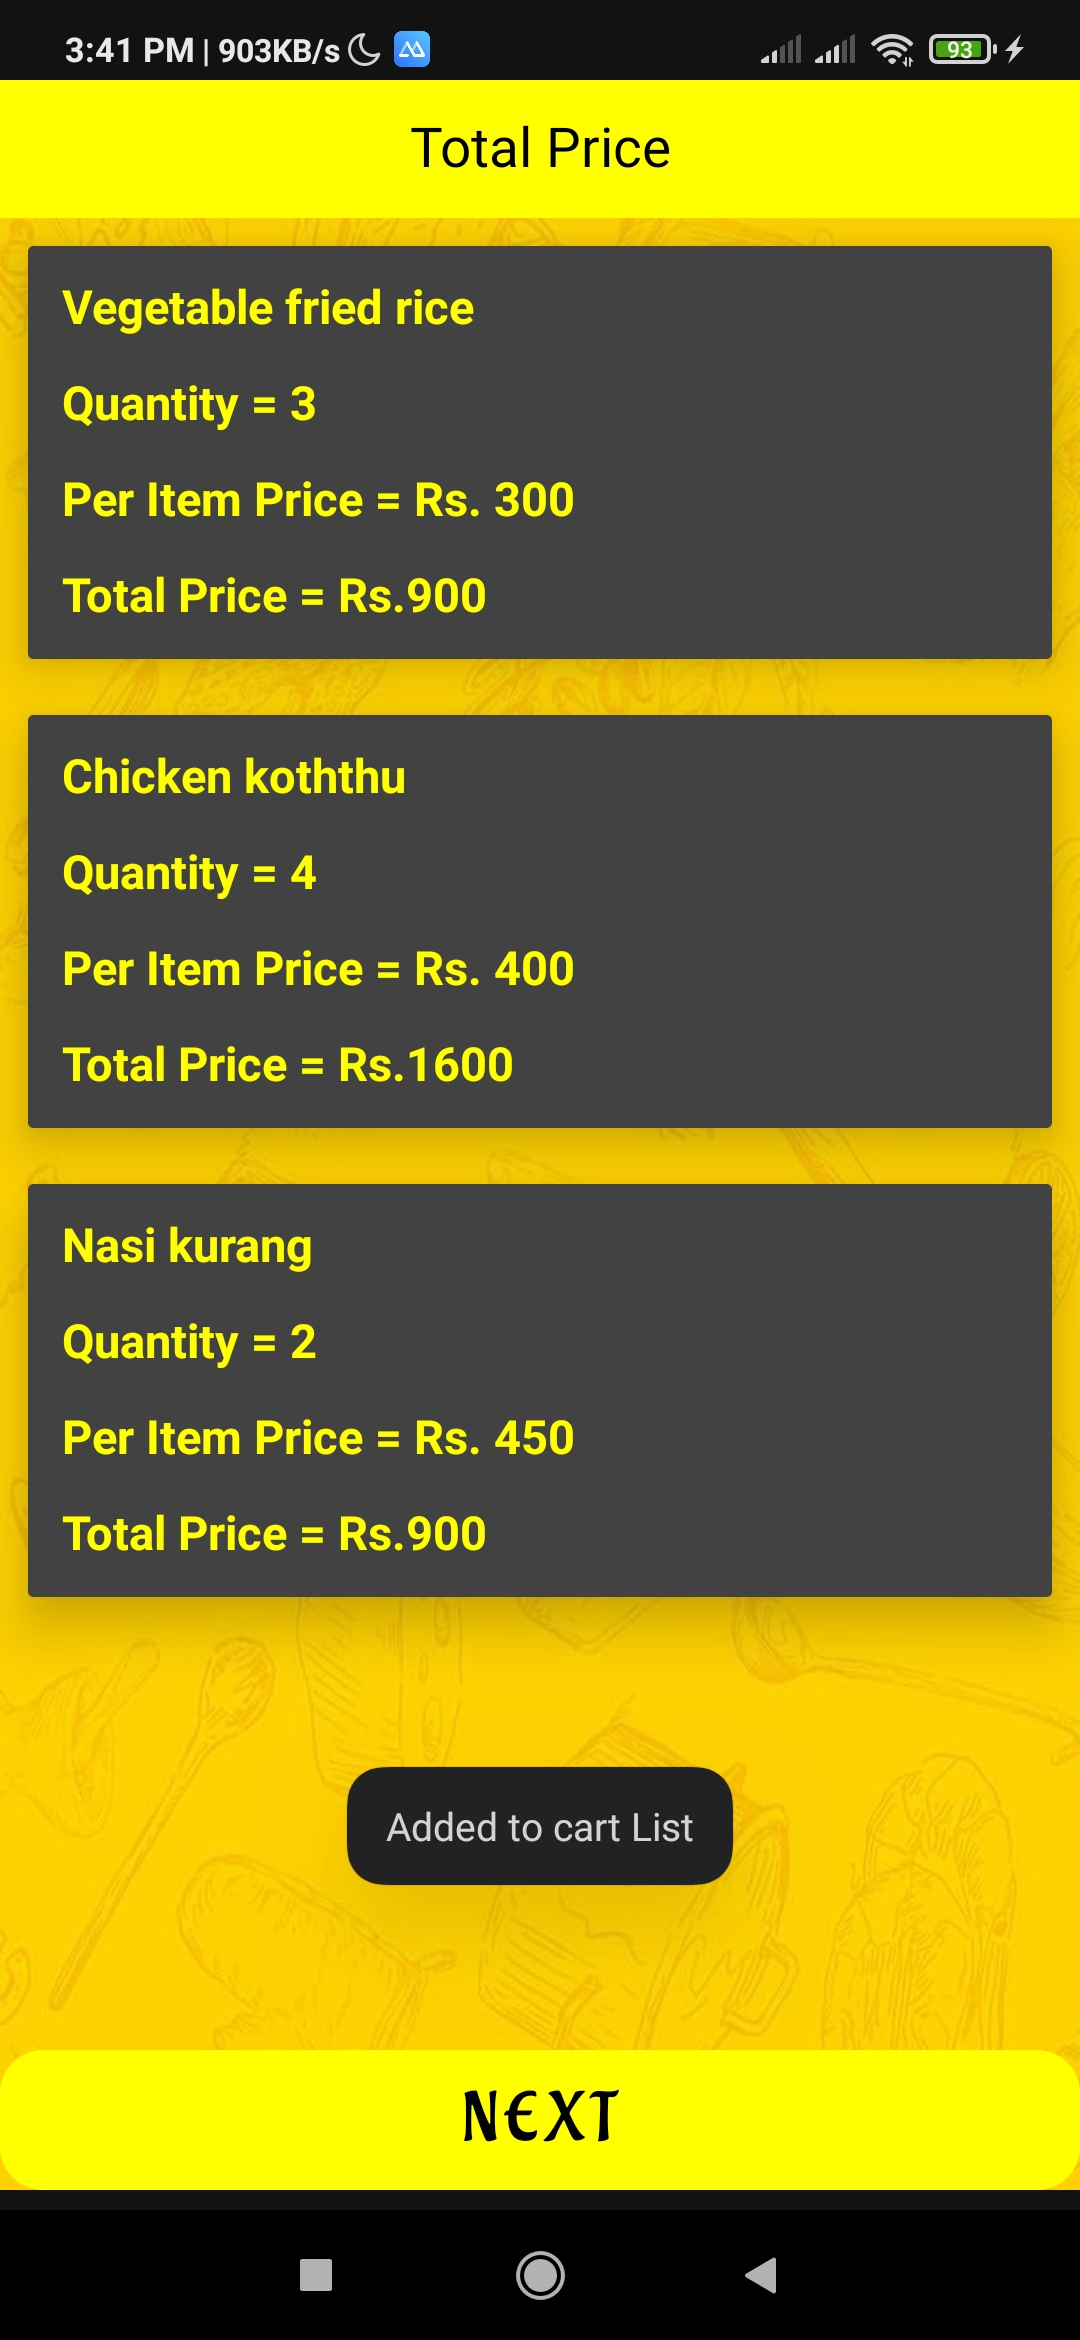 3:41 PM | 903KB/s 93
Total Price
Vegetable fried rice
Quantity = 3
Per Item Price = Rs. 300
Total Price = Rs.900
Chicken koththu
Quantity = 4
Per Item Price = Rs. 400
Total Price = Rs.1600
Nasi kurang
Quantity = 2
Per Item Price = Rs. 450
Total Price = Rs.900
Added to cart List
NEXT